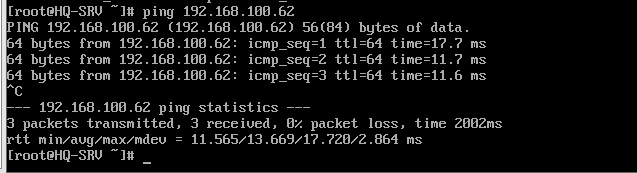 [root@HQ-SRV ~]# ping 192.168.100.62
PING 192.168.100.62 (192.168.100.62) 56(84) bytes of data.
64 bytes from 192.168.100.62: icmp_seq=1 ttl=64 time=17.7 ms
64 bytes from 192.168.100.62: icmp_seq=2 ttl=64 time=11.7 ms
64 bytes from 192.168.100.62: icmp_seq=3 ttl=64 time=11.6 ms
^C
--- 192.168.100.62 ping statistics ---
3 packets transmitted, 3 received, 0% packet loss, time 2002ms
rtt min/avg/max/mdev = 11.565/13.669/17.720/2.864 ms
[root@HQ-SRV ~]# _